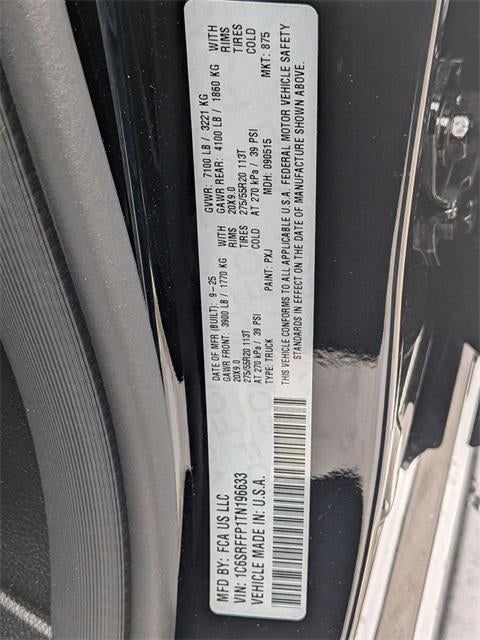 MFD BY: FCA US LLC
VIN: 1C6SRFFP1TN196633
VEHICLE MADE IN: U.S.A.
DATE OF MFR (BUILT): 9-25 GVWR: 7100 LB / 3221 KG
GAWR FRONT: 3900 LB / 1770 KG WITH GAWR REAR: 4100 LB / 1860 KG WITH
20X9.0 RIMS 20X9.0 RIMS
275/55R20 113T TIRES 275/55R20 113T TIRES
AT 270 kPa / 39 PSI COLD AT 270 kPa / 39 PSI COLD
TYPE: TRUCK PAINT: PXJ MDH: 090515 MKT: 875
THIS VEHICLE CONFORMS TO ALL APPLICABLE U.S.A. FEDERAL MOTOR VEHICLE SAFETY
STANDARDS IN EFFECT ON THE DATE OF MANUFACTURE SHOWN ABOVE.